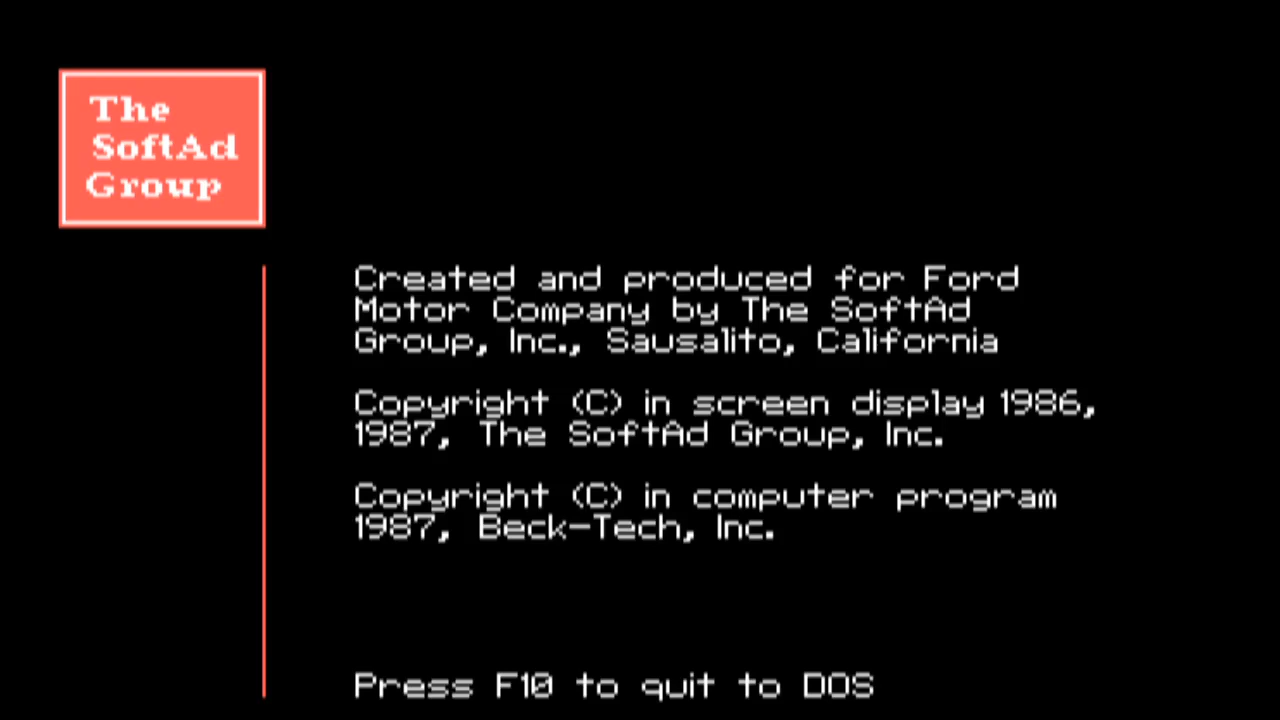 The
SoftAd
Group
Created and produced for Ford
Motor Company by The SoftAd
Group, Inc., Sausalito, California
Copyright (C) in screen display 1986,
1987, The SoftAd Group, Inc.
Copyright (C) in computer program
1987, Beck-Tech, Inc.
Press F10 to quit to DOS